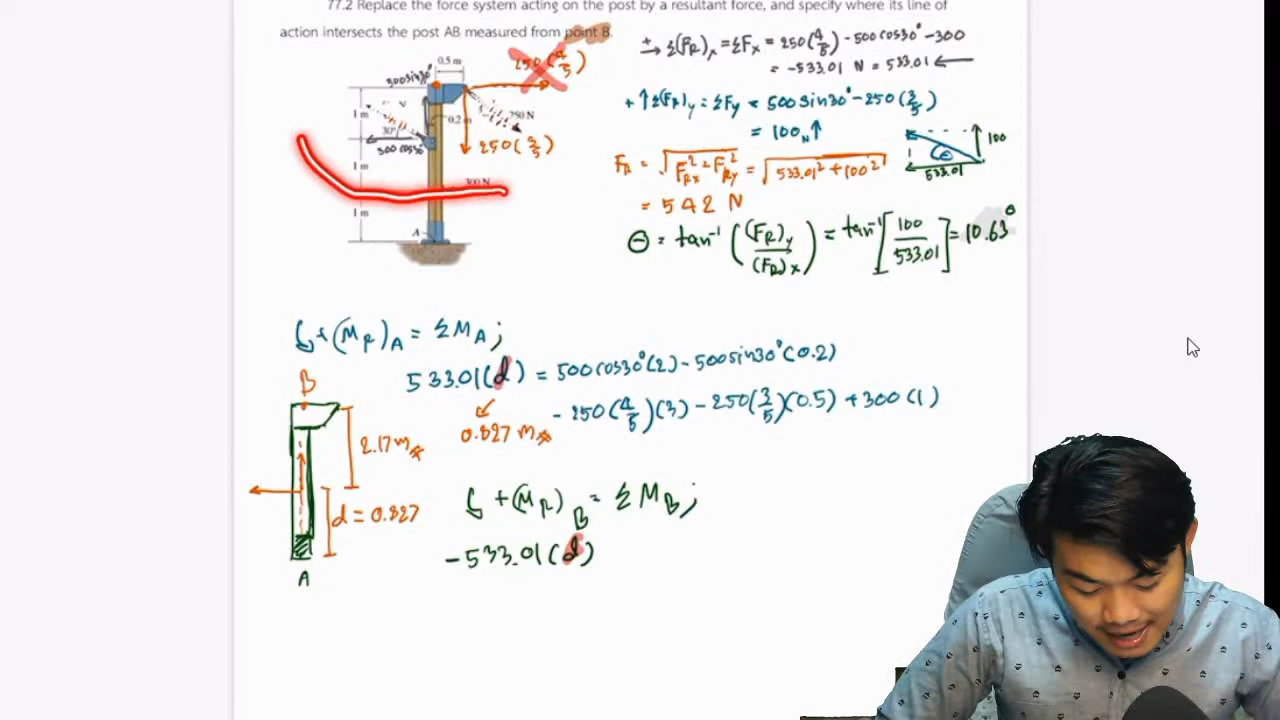 77.2 Replace the force system acting on the post by a resultant force, and specify where its line of
action intersects the post AB measured from point B.
0.5 m
250(4/5)
500sin30°
1 m
30°
0.2
250 N
500 cos30°
250(3/5)
1 m
300 N
1 m
A
+→ Σ(FR)x = ΣFx = 250(4/5) - 500cos30° - 300
= -533.01 N = 533.01 ←
+↑Σ(FR)y = ΣFy = 500sin30° - 250(3/5)
= 100N↑
FR = √FRx² + FRy² = √533.01² + 100²
= 542 N
100
θ
533.01
θ = tan⁻¹ ((FR)y/(FR)x) = tan⁻¹ [100/533.01] = 10.63°
+(MR)A = ΣMA;
533.01(d) = 500cos30°(2) - 500sin30°(0.2)
- 250(4/5)(3) - 250(3/5)(0.5) + 300(1)
0.827 m
B
2.17 m
d = 0.827
A
+(MR)B = ΣMB;
-533.01(d)